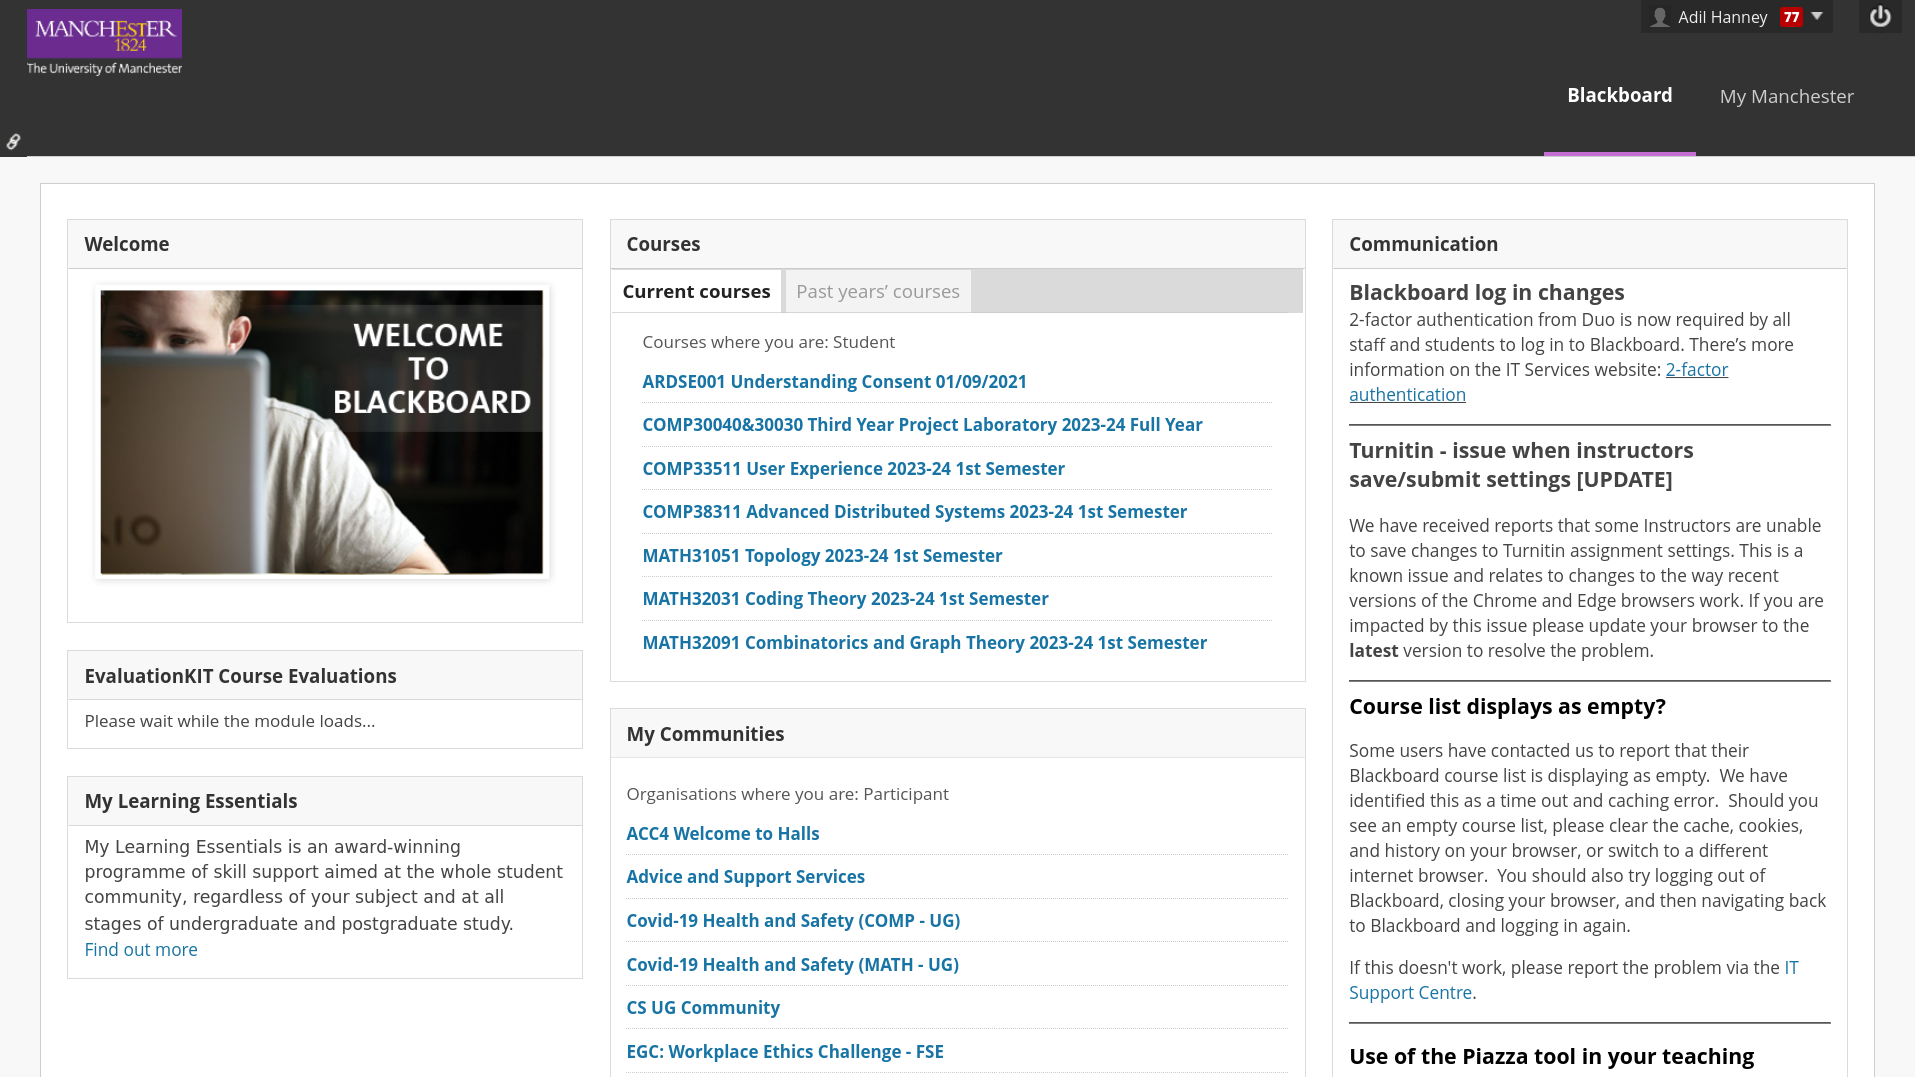 MANCHESTER
1824
The University of Manchester
Adil Hanney 77
Blackboard
My Manchester
Welcome
WELCOME
TO
BLACKBOARD
EvaluationKIT Course Evaluations
Please wait while the module loads...
My Learning Essentials
My Learning Essentials is an award-winning
programme of skill support aimed at the whole student
community, regardless of your subject and at all
stages of undergraduate and postgraduate study.
Find out more
Courses
Current courses
Past years’ courses
Courses where you are: Student
ARDSE001 Understanding Consent 01/09/2021
COMP30040&30030 Third Year Project Laboratory 2023-24 Full Year
COMP33511 User Experience 2023-24 1st Semester
COMP38311 Advanced Distributed Systems 2023-24 1st Semester
MATH31051 Topology 2023-24 1st Semester
MATH32031 Coding Theory 2023-24 1st Semester
MATH32091 Combinatorics and Graph Theory 2023-24 1st Semester
My Communities
Organisations where you are: Participant
ACC4 Welcome to Halls
Advice and Support Services
Covid-19 Health and Safety (COMP - UG)
Covid-19 Health and Safety (MATH - UG)
CS UG Community
EGC: Workplace Ethics Challenge - FSE
Communication
Blackboard log in changes
2-factor authentication from Duo is now required by all
staff and students to log in to Blackboard. There’s more
information on the IT Services website: 2-factor
authentication
Turnitin - issue when instructors
save/submit settings [UPDATE]
We have received reports that some Instructors are unable
to save changes to Turnitin assignment settings. This is a
known issue and relates to changes to the way recent
versions of the Chrome and Edge browsers work. If you are
impacted by this issue please update your browser to the
latest version to resolve the problem.
Course list displays as empty?
Some users have contacted us to report that their
Blackboard course list is displaying as empty.  We have
identified this as a time out and caching error.  Should you
see an empty course list, please clear the cache, cookies,
and history on your browser, or switch to a different
internet browser.  You should also try logging out of
Blackboard, closing your browser, and then navigating back
to Blackboard and logging in again.
If this doesn't work, please report the problem via the IT
Support Centre.
Use of the Piazza tool in your teaching